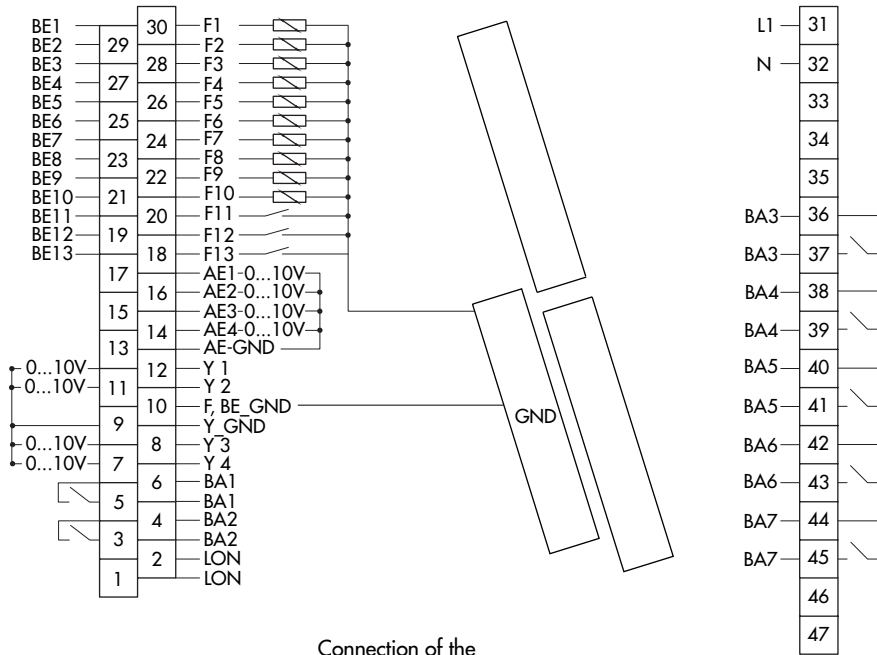 BE1 30 F1
BE2 29 F2
BE3 28 F3
BE4 27 F4
BE5 26 F5
BE6 25 F6
BE7 24 F7
BE8 23 F8
BE9 22 F9
BE10 21 F10
BE11 20 F11
BE12 19 F12
BE13 18 F13
17 AE1-0...10V
16 AE2-0...10V
15 AE3-0...10V
14 AE4-0...10V
13 AE-GND
0...10V 12 Y 1
0...10V 11 Y 2
10 F, BE_GND
9 Y_GND
0...10V 8 Y 3
0...10V 7 Y 4
6 BA1
5 BA1
4 BA2
3 BA2
2 LON
1 LON
GND
L1 31
N 32
33
34
35
BA3 36
BA3 37
BA4 38
BA4 39
BA5 40
BA5 41
BA6 42
BA6 43
BA7 44
BA7 45
46
47
Connection of the